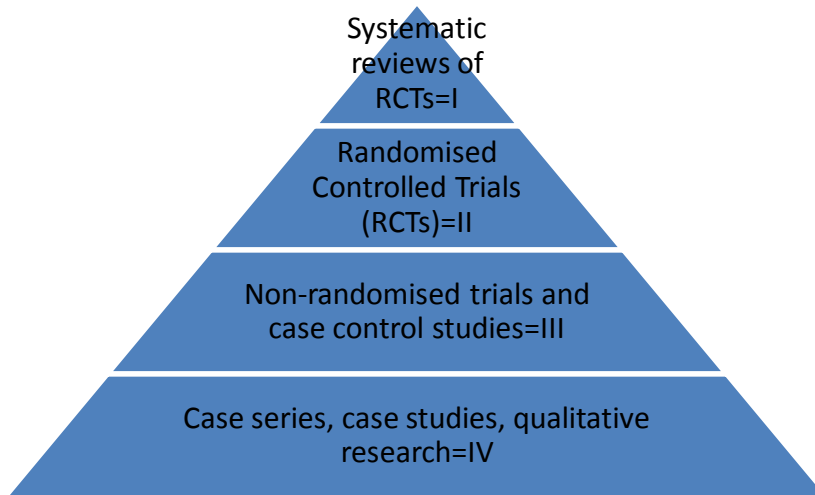 Systematic
reviews of
RCTs=I
Randomised
Controlled Trials
(RCTs)=II
Non-randomised trials and
case control studies=III
Case series, case studies, qualitative
research=IV